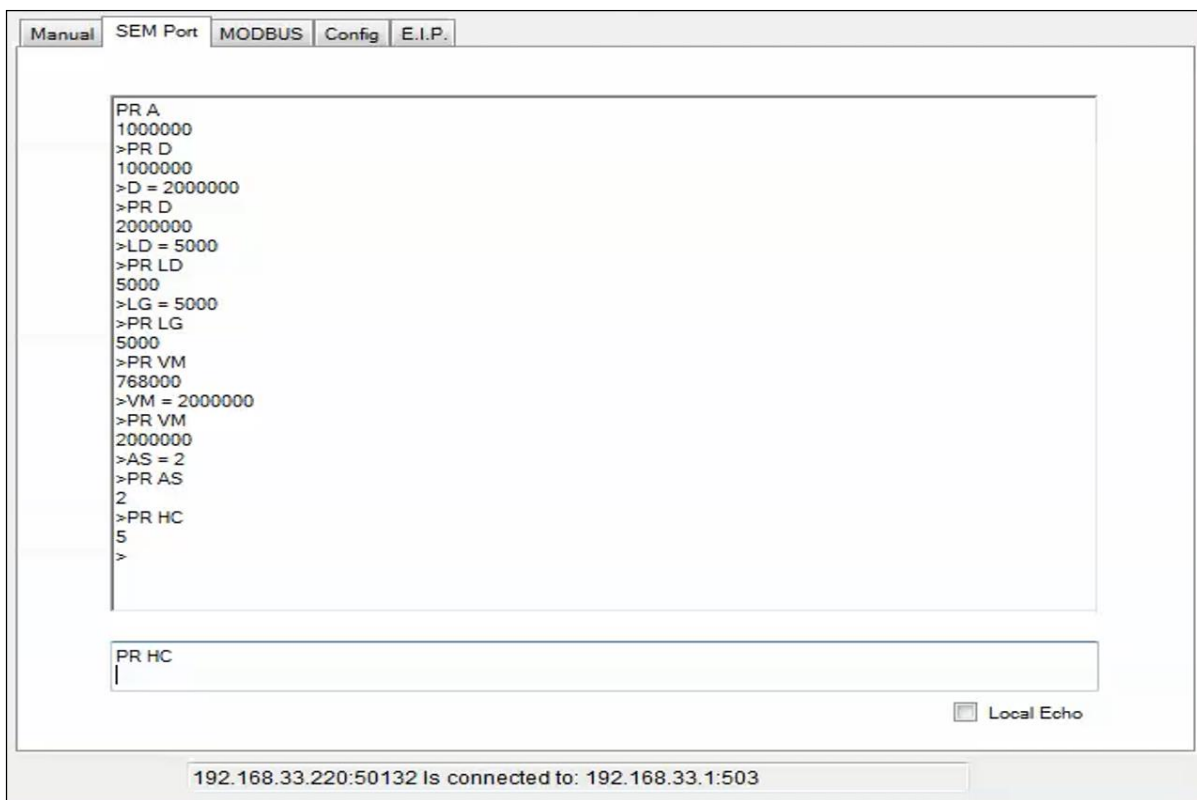 Manual SEM Port MODBUS Config E.I.P.
PR A
1000000
>PR D
1000000
>D = 2000000
>PR D
2000000
>LD = 5000
>PR LD
5000
>LG = 5000
>PR LG
5000
>PR VM
768000
>VM = 2000000
>PR VM
2000000
>AS = 2
>PR AS
2
>PR HC
5
>
PR HC
Local Echo
192.168.33.220:50132 Is connected to: 192.168.33.1:503